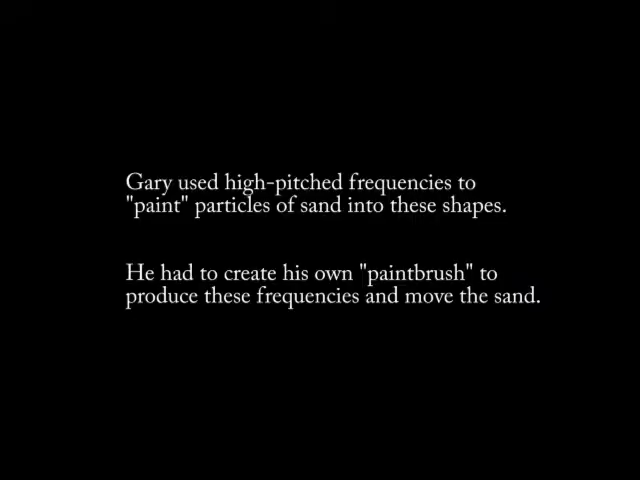 Gary used high-pitched frequencies to
"paint" particles of sand into these shapes.
He had to create his own "paintbrush" to
produce these frequencies and move the sand.